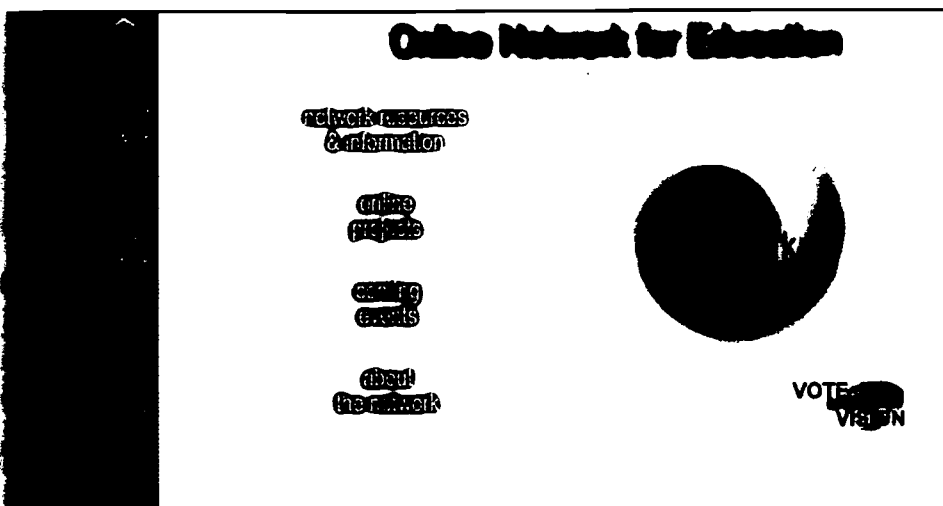 Online Network for Education
network resources
& information
online
projects
coming
events
about
the network
VOTE
VISION